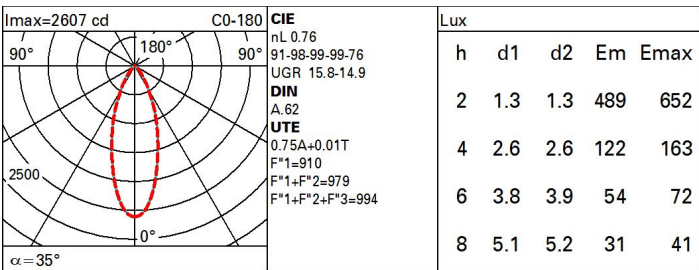 Imax=2607 cd C0-180
90° 180° 90°
2500
0°
α=35°
CIE
nL 0.76
91-98-99-99-76
UGR 15.8-14.9
DIN
A.62
UTE
0.75A+0.01T
F"1=910
F"1+F"2=979
F"1+F"2+F"3=994
Lux
h d1 d2 Em Emax
2 1.3 1.3 489 652
4 2.6 2.6 122 163
6 3.8 3.9 54 72
8 5.1 5.2 31 41